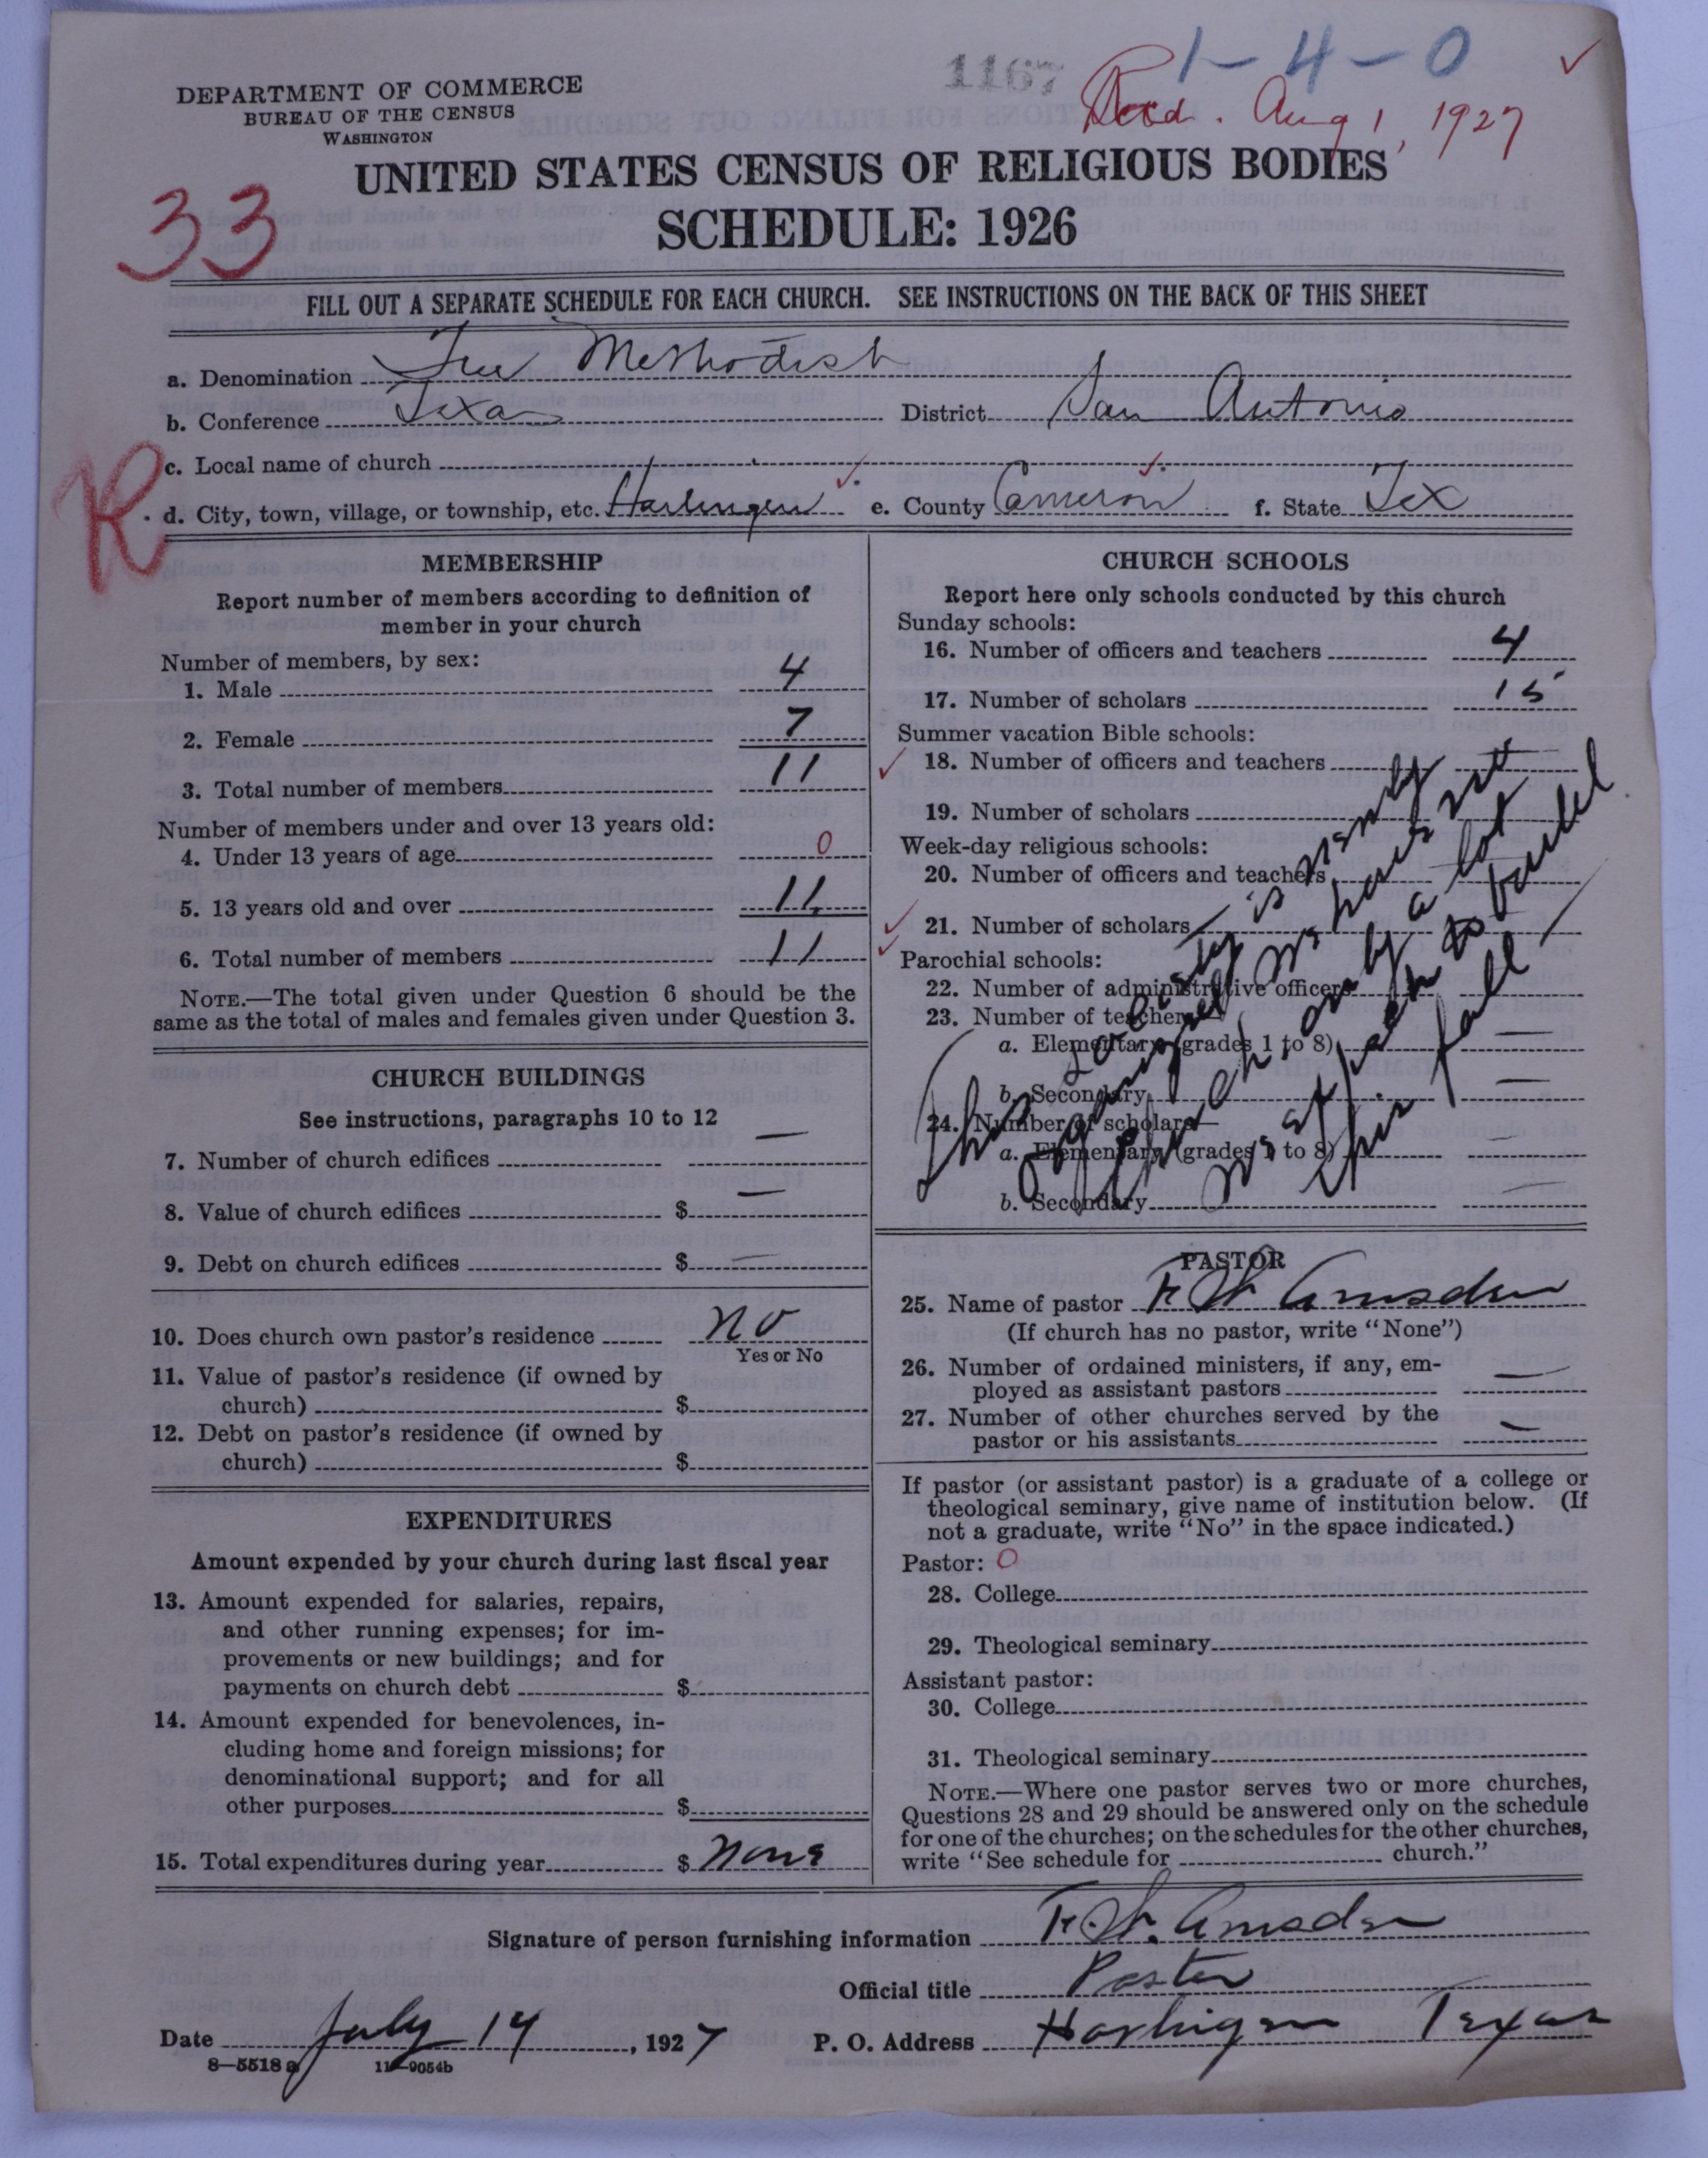 1167
1-4-0
Recd. Aug 1, 1927
DEPARTMENT OF COMMERCE
BUREAU OF THE CENSUS
WASHINGTON
UNITED STATES CENSUS OF RELIGIOUS BODIES
33
SCHEDULE: 1926
FILL OUT A SEPARATE SCHEDULE FOR EACH CHURCH. SEE INSTRUCTIONS ON THE BACK OF THIS SHEET
a. Denomination Free Methodist
b. Conference Texas District San Antonio
c. Local name of church
R
d. City, town, village, or township, etc. Harlingen e. County Cameron f. State Tex
MEMBERSHIP
Report number of members according to definition of
member in your church
Number of members, by sex:
1. Male 4
2. Female 7
3. Total number of members 11
Number of members under and over 13 years old:
4. Under 13 years of age 0
5. 13 years old and over 11
6. Total number of members 11
NOTE.—The total given under Question 6 should be the
same as the total of males and females given under Question 3.
CHURCH BUILDINGS
See instructions, paragraphs 10 to 12
7. Number of church edifices —
8. Value of church edifices $ —
9. Debt on church edifices $ —
10. Does church own pastor's residence No
Yes or No
11. Value of pastor's residence (if owned by
church) $
12. Debt on pastor's residence (if owned by
church) $
EXPENDITURES
Amount expended by your church during last fiscal year
13. Amount expended for salaries, repairs,
and other running expenses; for im-
provements or new buildings; and for
payments on church debt $
14. Amount expended for benevolences, in-
cluding home and foreign missions; for
denominational support; and for all
other purposes $
15. Total expenditures during year $ None
CHURCH SCHOOLS
Report here only schools conducted by this church
Sunday schools:
16. Number of officers and teachers 4
17. Number of scholars 15
Summer vacation Bible schools:
18. Number of officers and teachers —
19. Number of scholars —
Week-day religious schools:
20. Number of officers and teachers —
21. Number of scholars
Parochial schools:
22. Number of administrative officers
23. Number of teachers—
a. Elementary (grades 1 to 8) —
b. Secondary —
24. Number of scholars—
a. Elementary (grades 1 to 8) —
b. Secondary —
This society is newly
organized we have not
church only a lot
we expect to build
this fall
PASTOR
25. Name of pastor F. W. Amsden
(If church has no pastor, write "None")
26. Number of ordained ministers, if any, em-
ployed as assistant pastors —
27. Number of other churches served by the
pastor or his assistants —
If pastor (or assistant pastor) is a graduate of a college or
theological seminary, give name of institution below. (If
not a graduate, write "No" in the space indicated.)
Pastor: 0
28. College
29. Theological seminary
Assistant pastor:
30. College
31. Theological seminary
NOTE.—Where one pastor serves two or more churches,
Questions 28 and 29 should be answered only on the schedule
for one of the churches; on the schedules for the other churches,
write "See schedule for church."
Signature of person furnishing information F. W. Amsden
Official title Pastor
Date July 14, 1927 P. O. Address Harlingen Texas
8—5518a 11—9054b